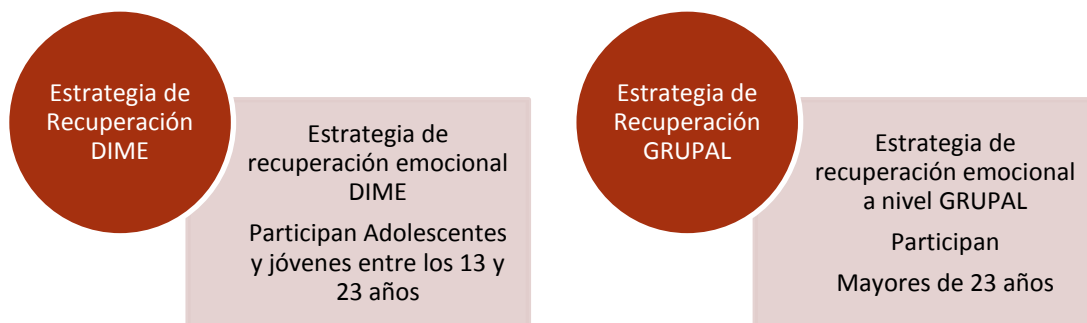 Estrategia de
Recuperación
DIME
Estrategia de
recuperación emocional
DIME
Participan Adolescentes
y jóvenes entre los 13 y
23 años
Estrategia de
Recuperación
GRUPAL
Estrategia de
recuperación emocional
a nivel GRUPAL
Participan
Mayores de 23 años